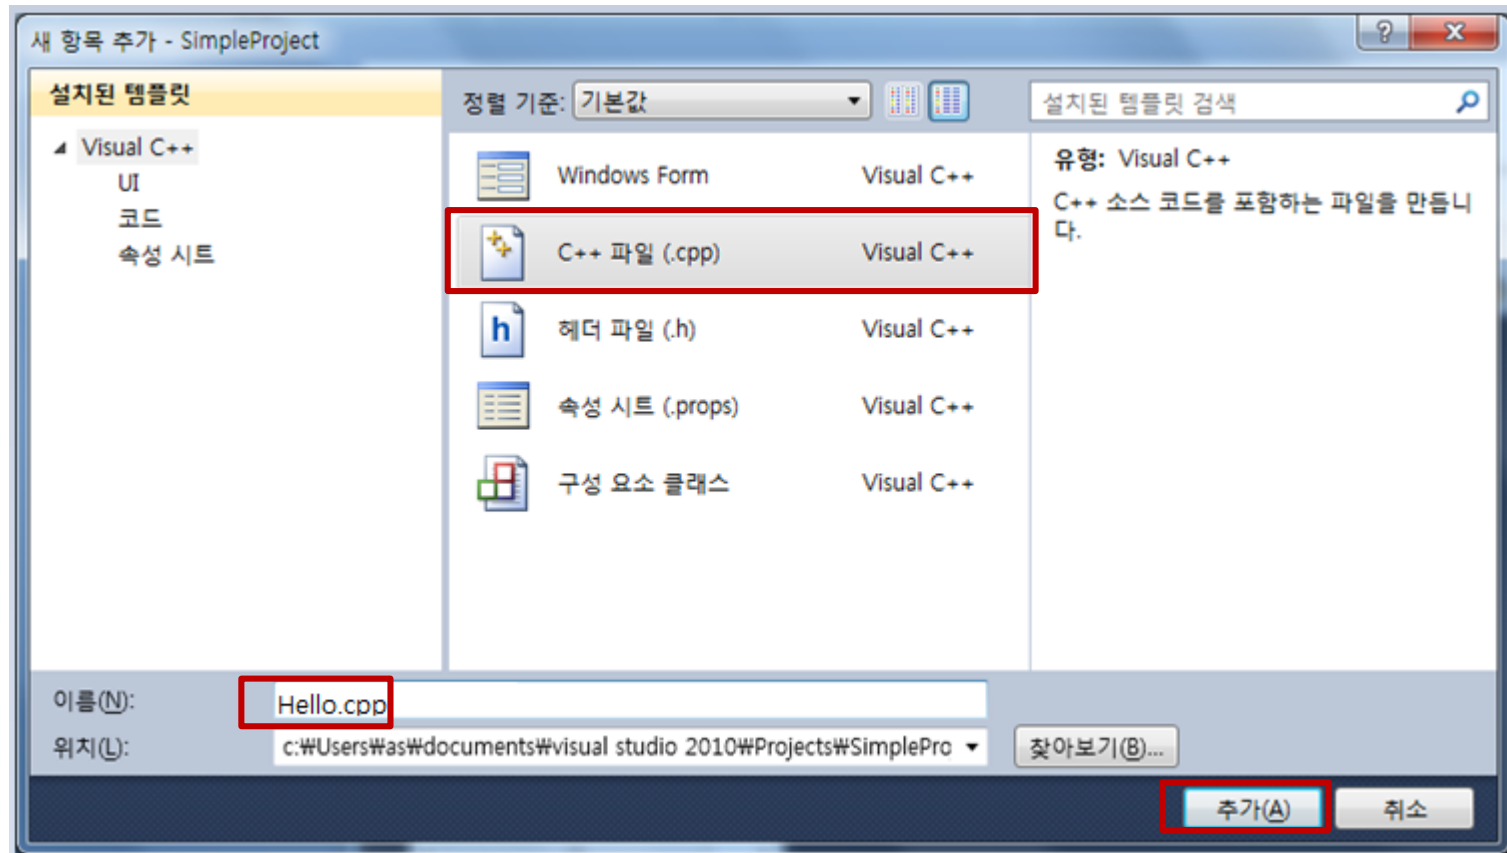 새 항목 추가 - SimpleProject
설치된 템플릿
Visual C++
UI
코드
속성 시트
정렬 기준: 기본값
Windows Form Visual C++
C++ 파일 (.cpp) Visual C++
헤더 파일 (.h) Visual C++
속성 시트 (.props) Visual C++
구성 요소 클래스 Visual C++
설치된 템플릿 검색
유형: Visual C++
C++ 소스 코드를 포함하는 파일을 만듭니
다.
이름(N): Hello.cpp
위치(L): c:₩Users₩as₩documents₩visual studio 2010₩Projects₩SimplePro 찾아보기(B)...
추가(A) 취소